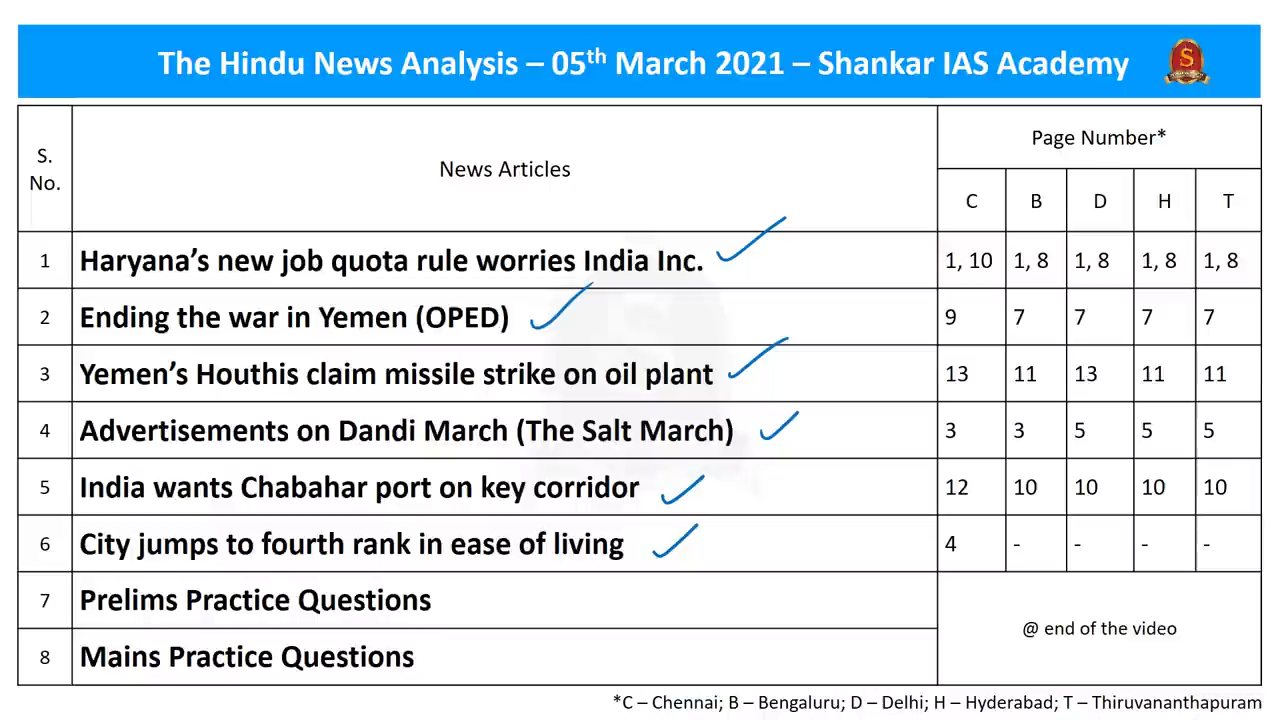 The Hindu News Analysis – 05th March 2021 – Shankar IAS Academy
S. No. News Articles Page Number*
C B D H T
1 Haryana’s new job quota rule worries India Inc. 1, 10 1, 8 1, 8 1, 8 1, 8
2 Ending the war in Yemen (OPED) 9 7 7 7 7
3 Yemen’s Houthis claim missile strike on oil plant 13 11 13 11 11
4 Advertisements on Dandi March (The Salt March) 3 3 5 5 5
5 India wants Chabahar port on key corridor 12 10 10 10 10
6 City jumps to fourth rank in ease of living 4 - - - -
7 Prelims Practice Questions @ end of the video
8 Mains Practice Questions
*C – Chennai; B – Bengaluru; D – Delhi; H – Hyderabad; T – Thiruvananthapuram